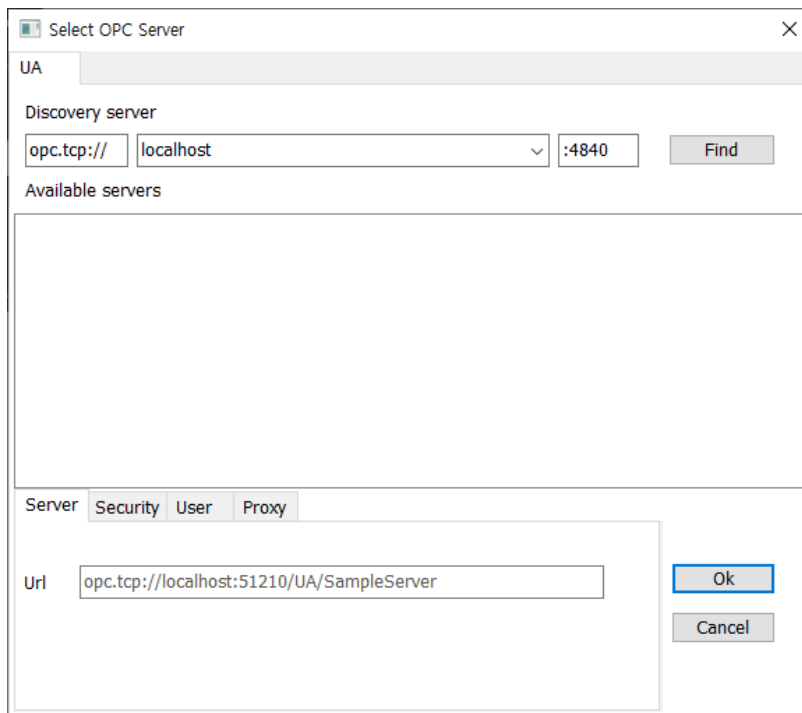 Select OPC Server
UA
Discovery server
opc.tcp:// localhost :4840 Find
Available servers
Server Security User Proxy
Url opc.tcp://localhost:51210/UA/SampleServer Ok
Cancel